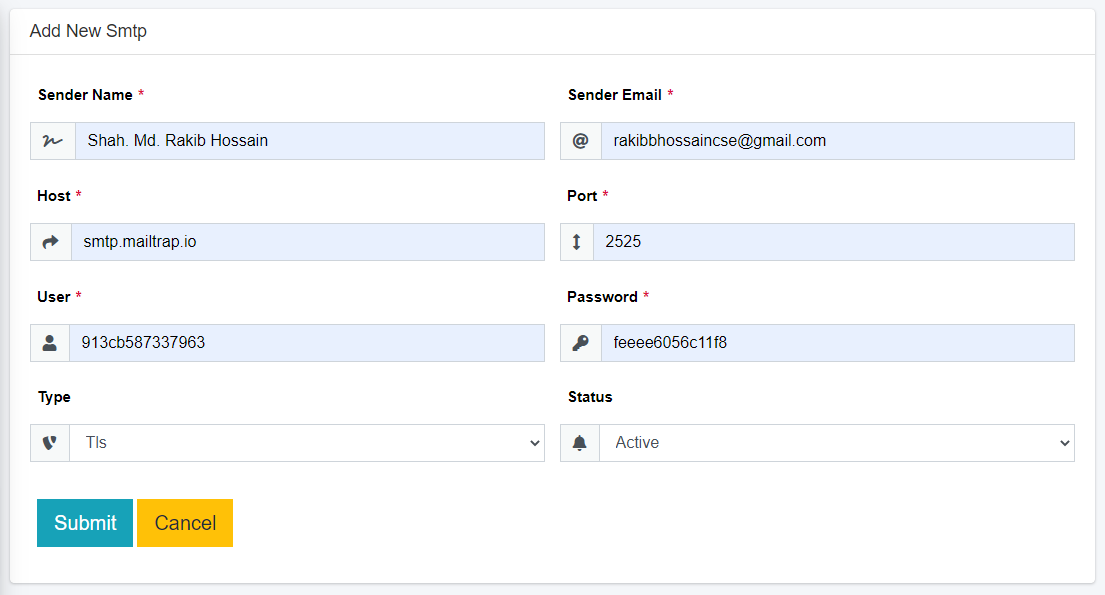 Add New Smtp
Sender Name *
Sender Email *
Shah. Md. Rakib Hossain
@
rakibbhossaincse@gmail.com
Host *
Port *
smtp.mailtrap.io
2525
User *
Password *
913cb587337963
feeee6056c11f8
Type
Status
Tls
Active
Submit
Cancel